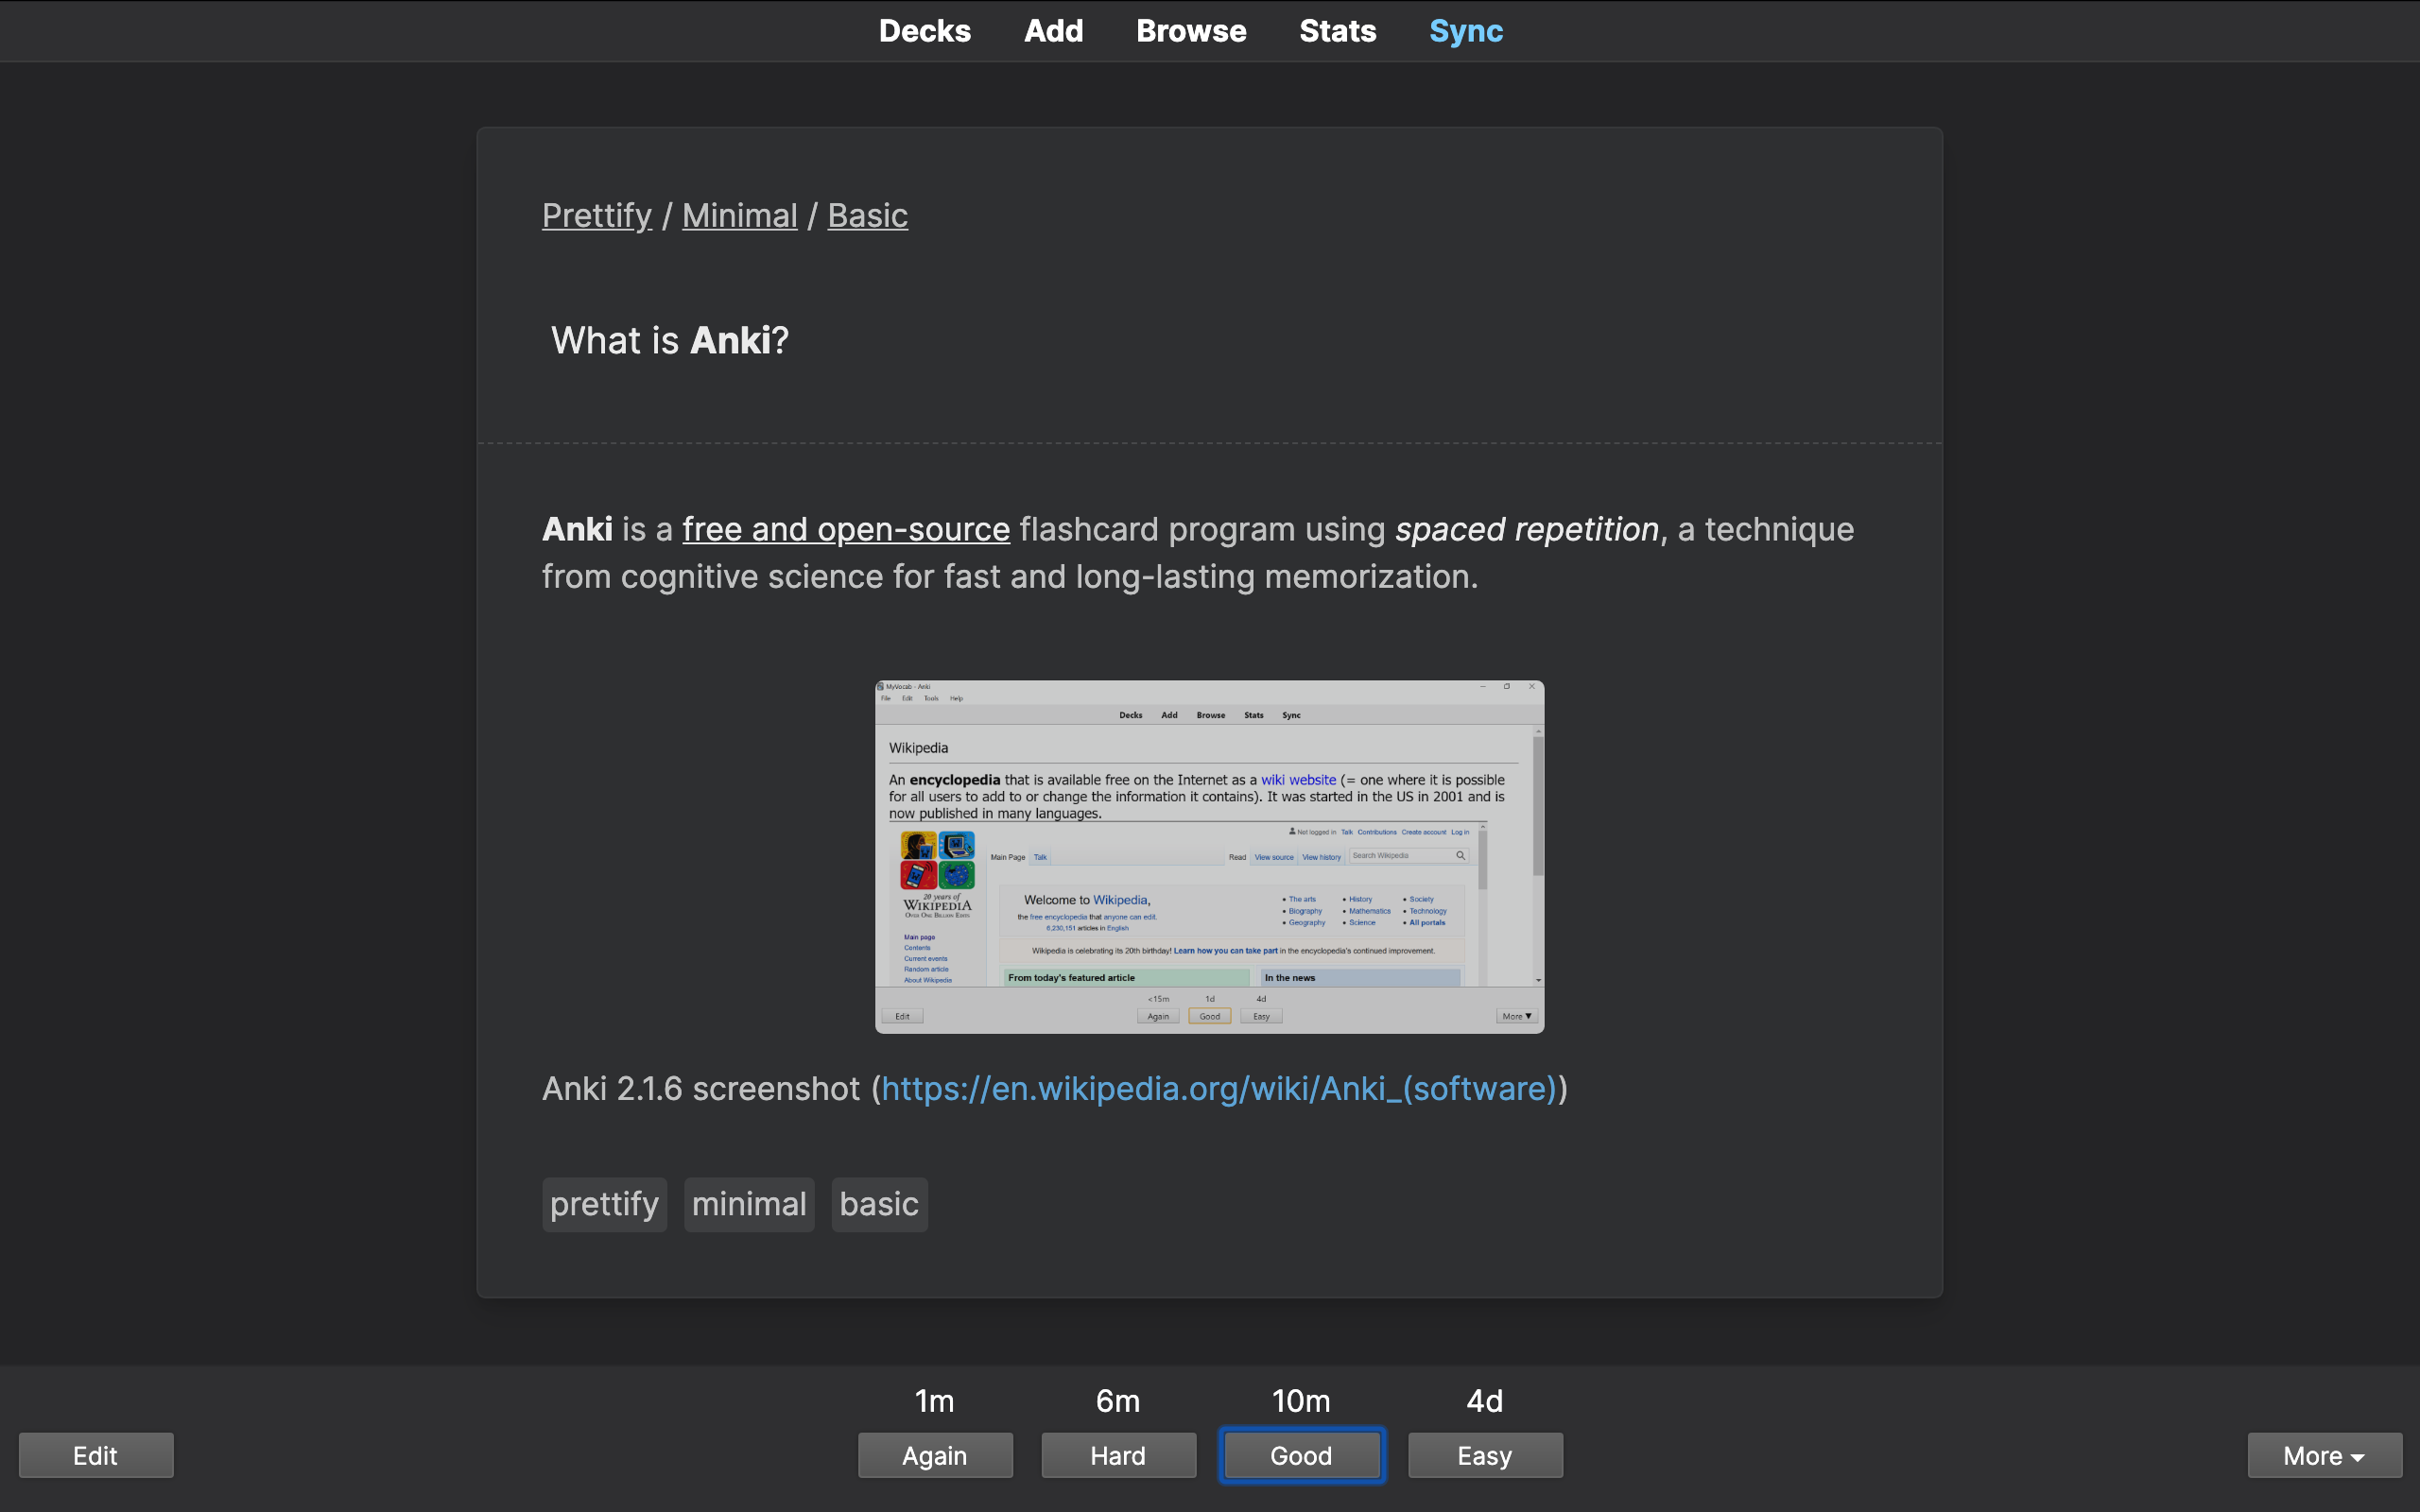 Decks Add Browse Stats Sync
Prettify / Minimal / Basic
What is Anki?
Anki is a free and open-source flashcard program using spaced repetition, a technique
from cognitive science for fast and long-lasting memorization.
MyVocab - Anki
File Edit Tools Help
Decks Add Browse Stats Sync
Wikipedia
An encyclopedia that is available free on the Internet as a wiki website (= one where it is possible
for all users to add to or change the information it contains). It was started in the US in 2001 and is
now published in many languages.
Not logged in Talk Contributions Create account Log in
Main Page Talk Read View source View history Search Wikipedia
20 years of
WIKIPEDIA
Over One Billion Edits
Welcome to Wikipedia,
the free encyclopedia that anyone can edit.
6,230,151 articles in English
• The arts • History • Society
• Biography • Mathematics • Technology
• Geography • Science • All portals
Main page
Contents
Current events
Random article
About Wikipedia
Wikipedia is celebrating its 20th birthday! Learn how you can take part in the encyclopedia's continued improvement.
From today's featured article In the news
<15m 1d 4d
Edit Again Good Easy More ▼
Anki 2.1.6 screenshot (https://en.wikipedia.org/wiki/Anki_(software))
prettify minimal basic
1m 6m 10m 4d
Edit Again Hard Good Easy More